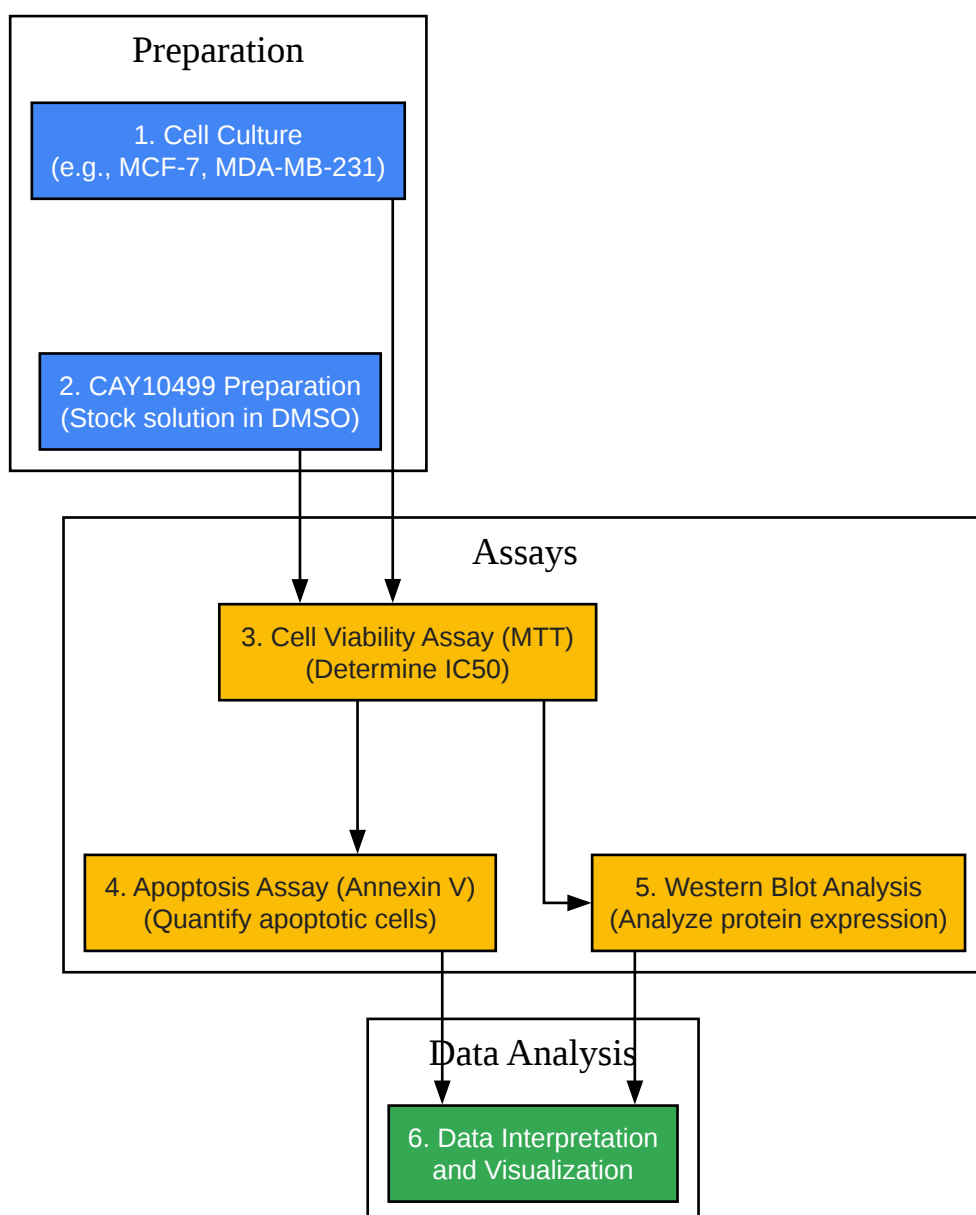 Preparation
1. Cell Culture
(e.g., MCF-7, MDA-MB-231)
2. CAY10499 Preparation
(Stock solution in DMSO)
Assays
3. Cell Viability Assay (MTT)
(Determine IC50)
4. Apoptosis Assay (Annexin V)
(Quantify apoptotic cells)
5. Western Blot Analysis
(Analyze protein expression)
Data Analysis
6. Data Interpretation
and Visualization